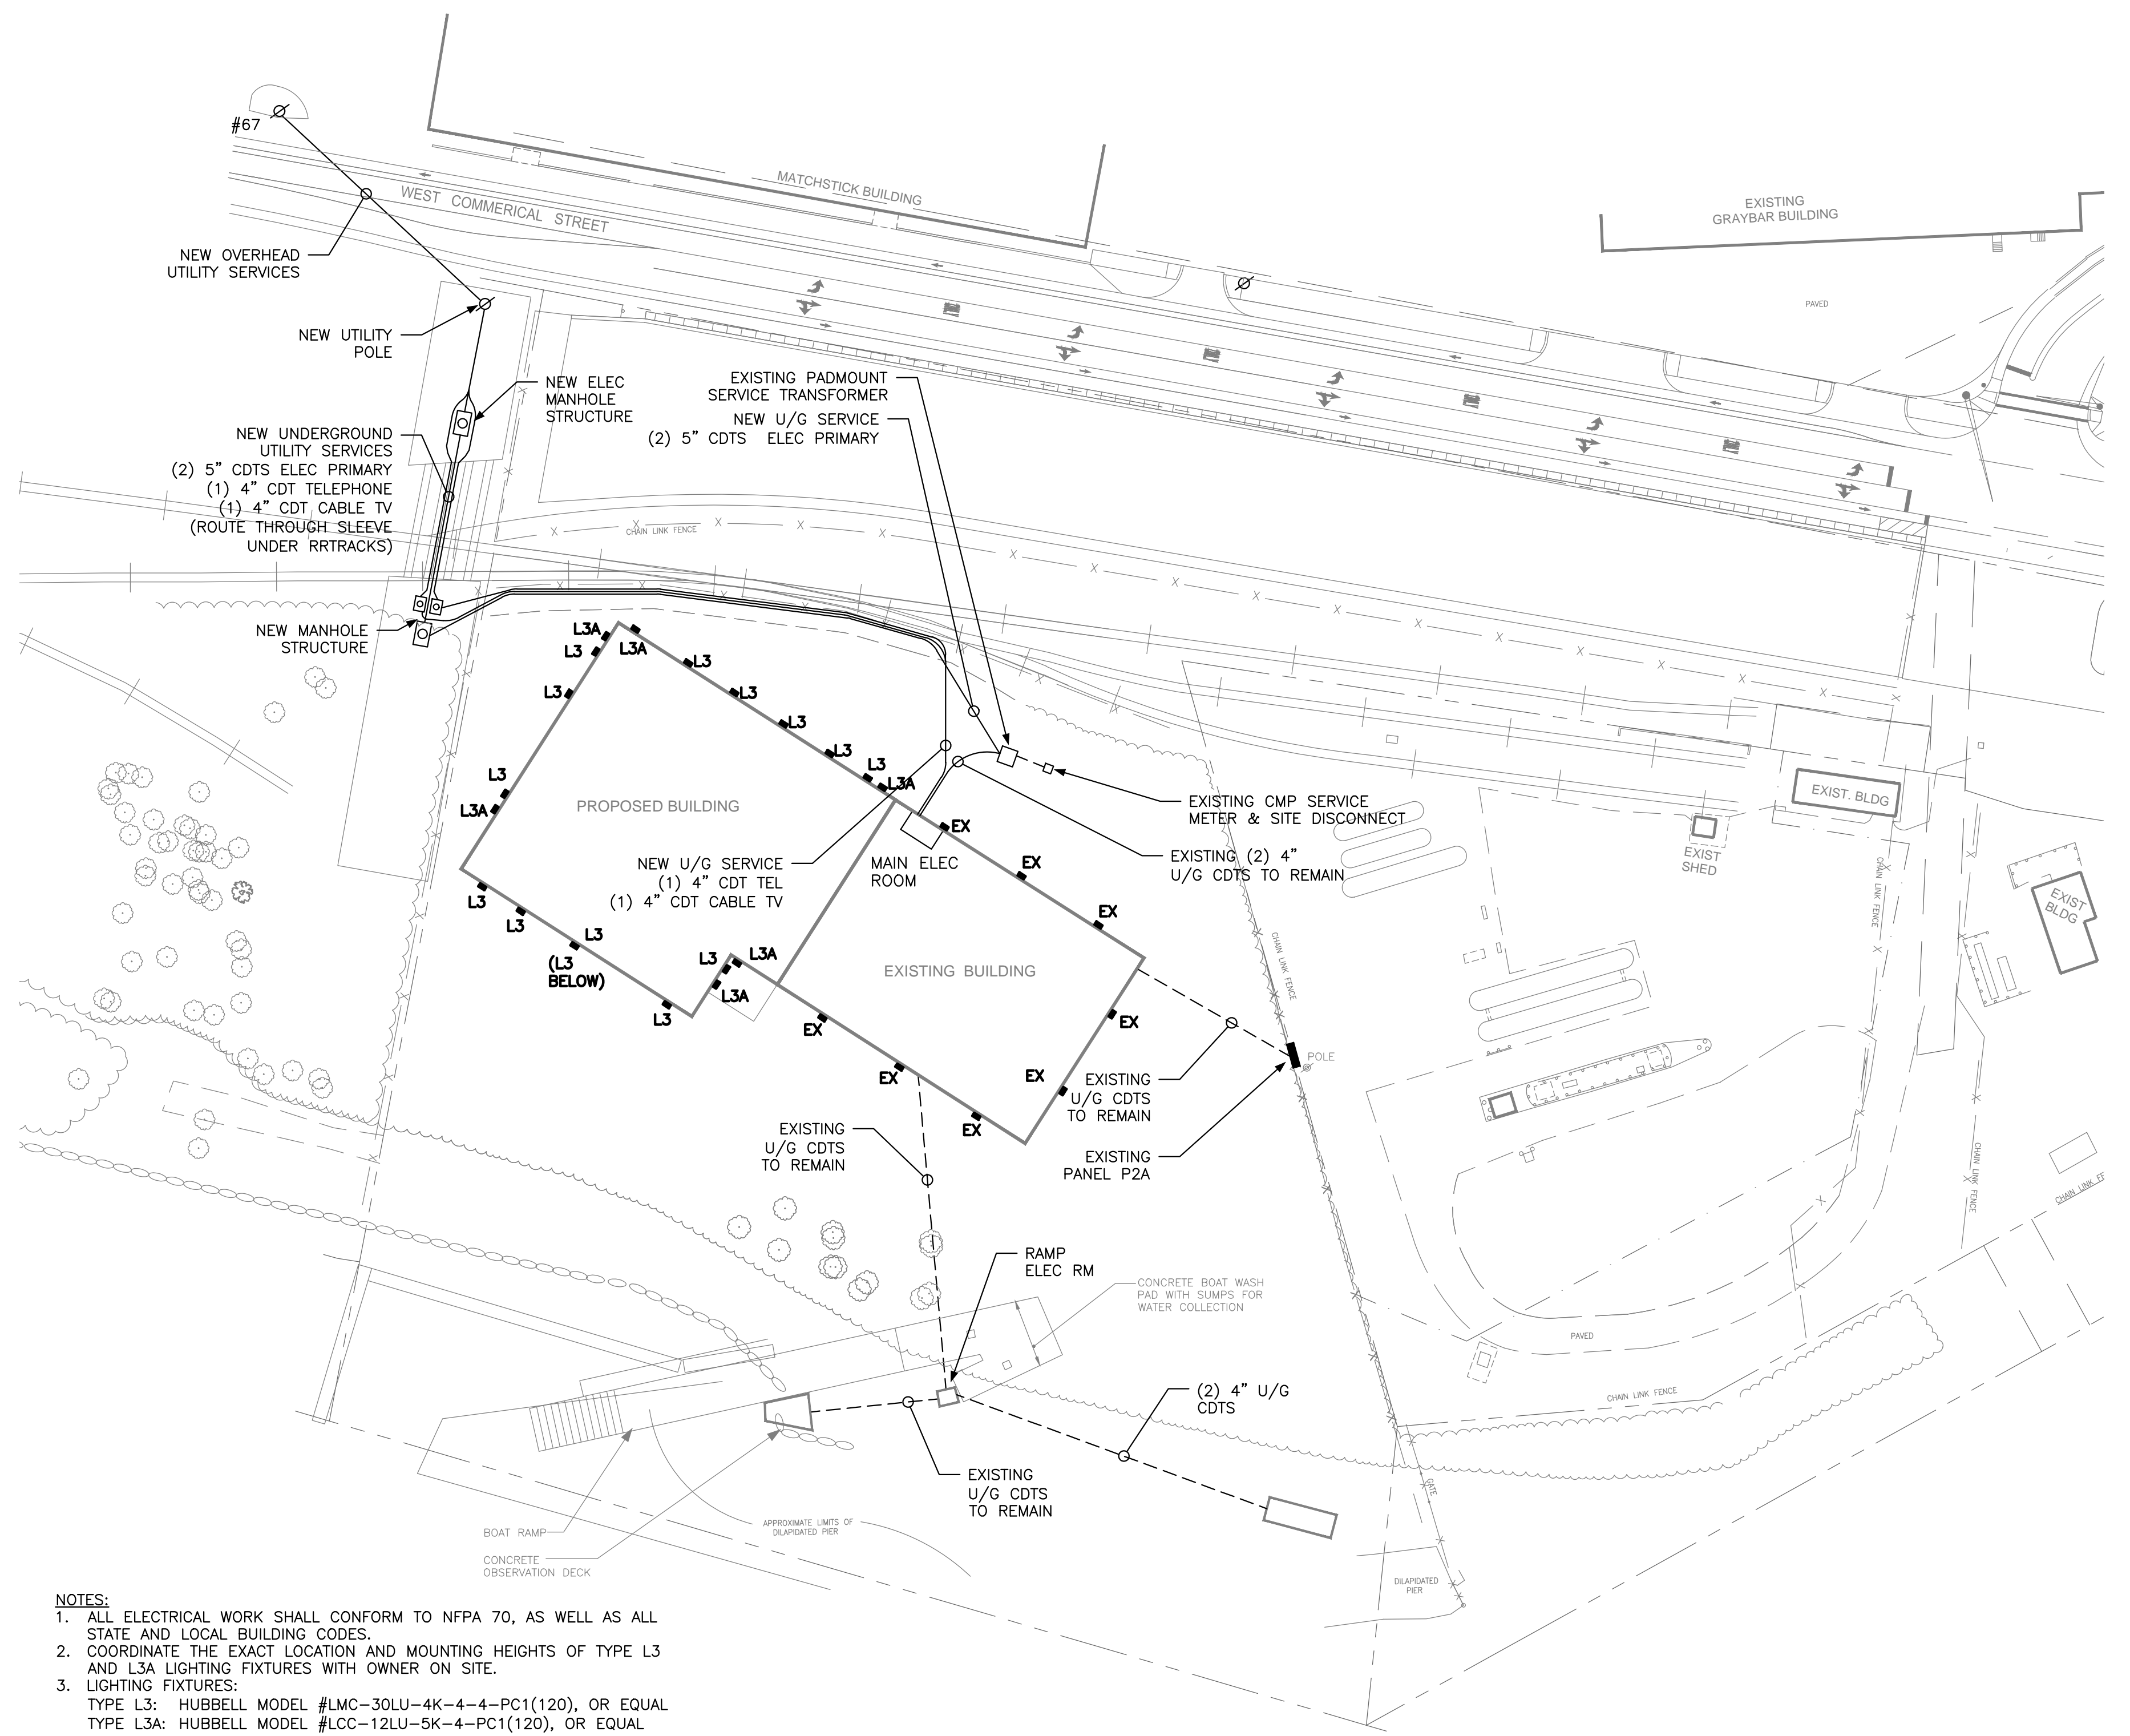 #67
MATCHSTICK BUILDING
WEST COMMERICAL STREET
EXISTING
GRAYBAR BUILDING
PAVED
NEW OVERHEAD
UTILITY SERVICES
NEW UTILITY
POLE
NEW ELEC
MANHOLE
STRUCTURE
EXISTING PADMOUNT
SERVICE TRANSFORMER
NEW U/G SERVICE
(2) 5" CDTS ELEC PRIMARY
NEW UNDERGROUND
UTILITY SERVICES
(2) 5" CDTS ELEC PRIMARY
(1) 4" CDT TELEPHONE
(1) 4" CDT CABLE TV
(ROUTE THROUGH SLEEVE
UNDER RRTRACKS)
CHAIN LINK FENCE
NEW MANHOLE
STRUCTURE
L3A
L3A
L3
L3
L3
L3
L3
L3
L3
L3A
L3
L3A
PROPOSED BUILDING
EXISTING CMP SERVICE
METER & SITE DISCONNECT
EXIST. BLDG
EXIST
SHED
EX
MAIN ELEC
ROOM
EXISTING (2) 4"
U/G CDTS TO REMAIN
NEW U/G SERVICE
(1) 4" CDT TEL
(1) 4" CDT CABLE TV
EX
EX
EXIST
BLDG
CHAIN LINK FENCE
L3
L3
L3
(L3
BELOW)
L3
L3A
L3A
L3
EXISTING BUILDING
CHAIN LINK FENCE
EX
EX
EX
EX
EX
POLE
EXISTING
U/G CDTS
TO REMAIN
EXISTING
PANEL P2A
EXISTING
U/G CDTS
TO REMAIN
CHAIN LINK FENCE
RAMP
ELEC RM
CONCRETE BOAT WASH
PAD WITH SUMPS FOR
WATER COLLECTION
PAVED
CHAIN LINK FENCE
(2) 4" U/G
CDTS
EXISTING
U/G CDTS
TO REMAIN
GATE
BOAT RAMP
APPROXIMATE LIMITS OF
DILAPIDATED PIER
CONCRETE
OBSERVATION DECK
DILAPIDATED
PIER
NOTES:
1. ALL ELECTRICAL WORK SHALL CONFORM TO NFPA 70, AS WELL AS ALL
STATE AND LOCAL BUILDING CODES.
2. COORDINATE THE EXACT LOCATION AND MOUNTING HEIGHTS OF TYPE L3
AND L3A LIGHTING FIXTURES WITH OWNER ON SITE.
3. LIGHTING FIXTURES:
TYPE L3: HUBBELL MODEL #LMC-30LU-4K-4-4-PC1(120), OR EQUAL
TYPE L3A: HUBBELL MODEL #LCC-12LU-5K-4-PC1(120), OR EQUAL